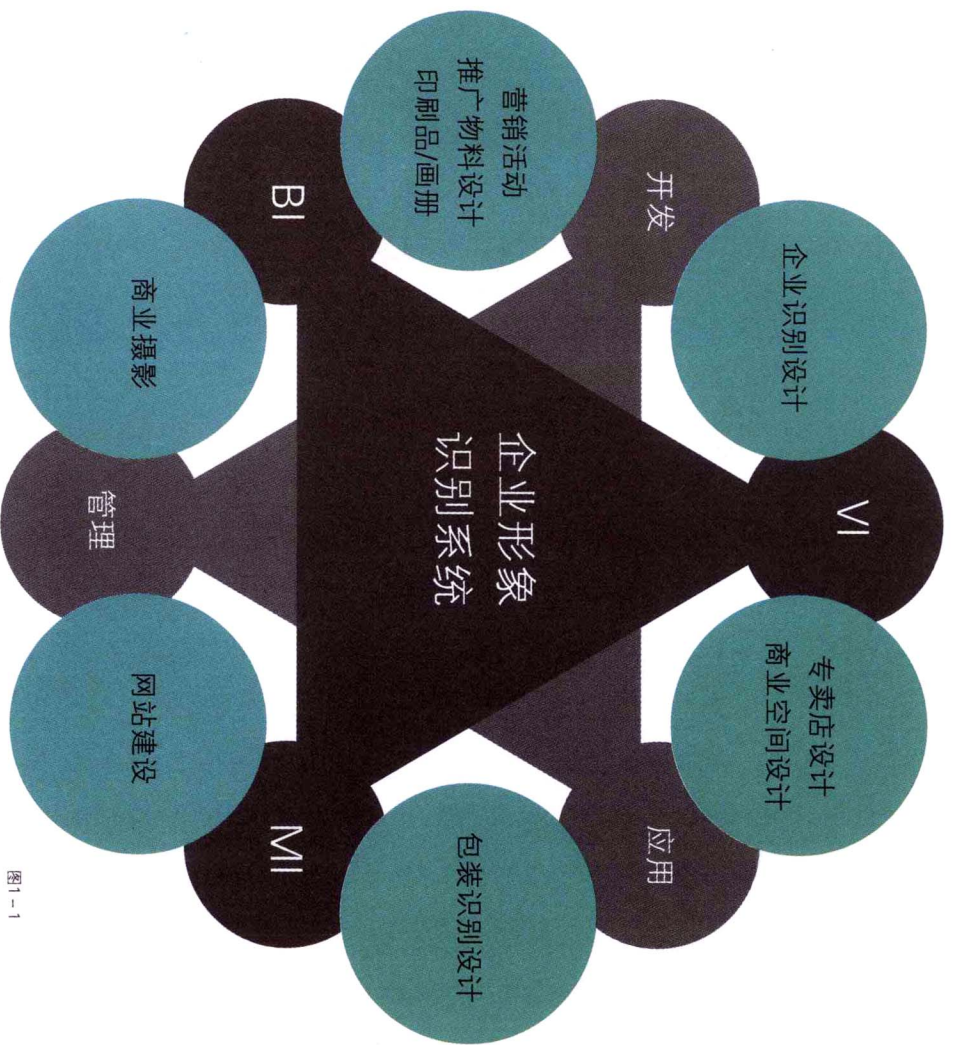 VI
企业识别设计
专卖店设计
商业空间设计
开发
应用
营销活动
推广物料设计
印刷品/画册
企业形象
识别系统
包装识别设计
BI
MI
商业摄影
网站建设
管理
图1-1